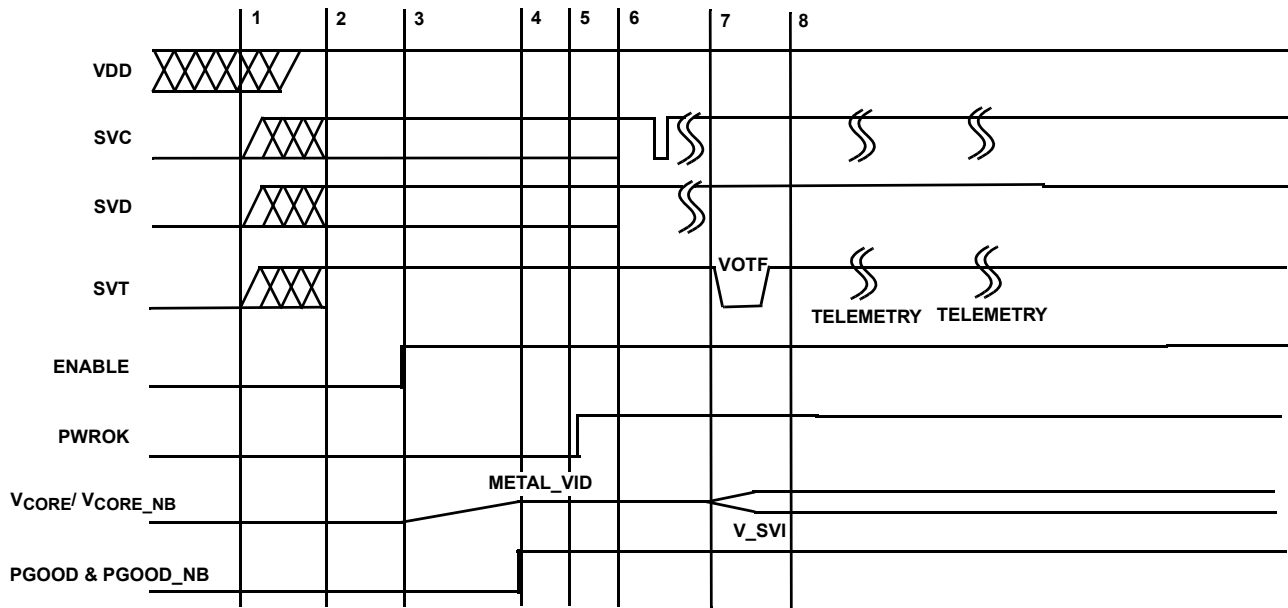 1 2 3 4 5 6 7 8
VDD
SVC
SVD
VOTF
SVT
TELEMETRY TELEMETRY
ENABLE
PWROK
METAL_VID
VCORE/ VCORE_NB
V_SVI
PGOOD & PGOOD_NB